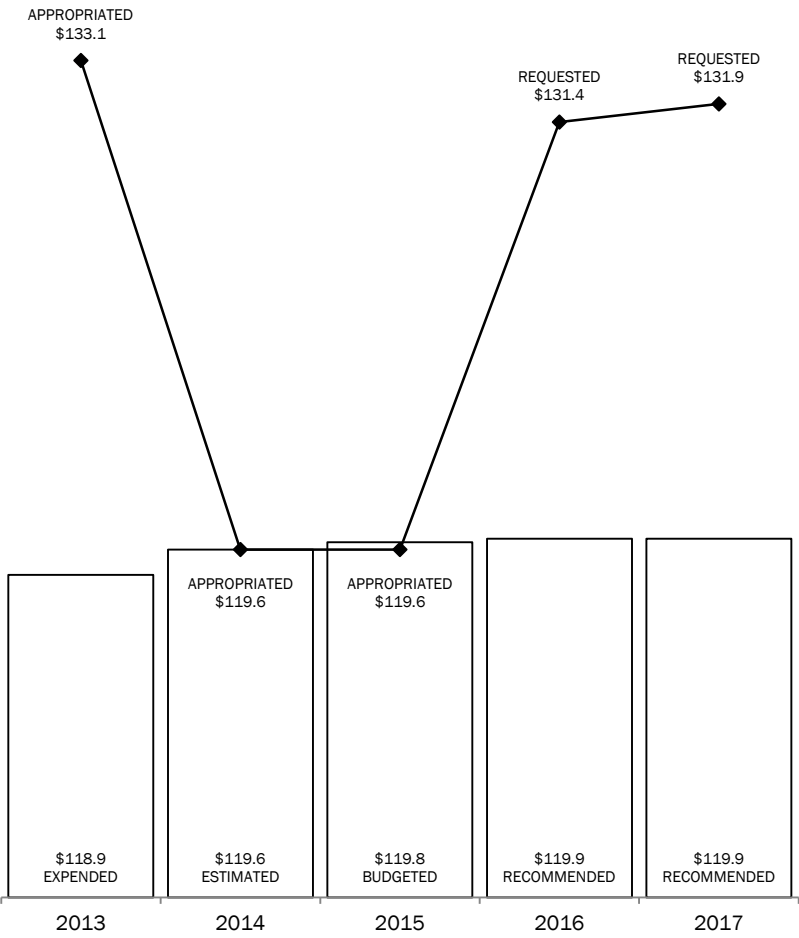 APPROPRIATED
$133.1
REQUESTED
$131.4
REQUESTED
$131.9
APPROPRIATED
$119.6
APPROPRIATED
$119.6
$118.9
EXPENDED
$119.6
ESTIMATED
$119.8
BUDGETED
$119.9
RECOMMENDED
$119.9
RECOMMENDED
2013
2014
2015
2016
2017